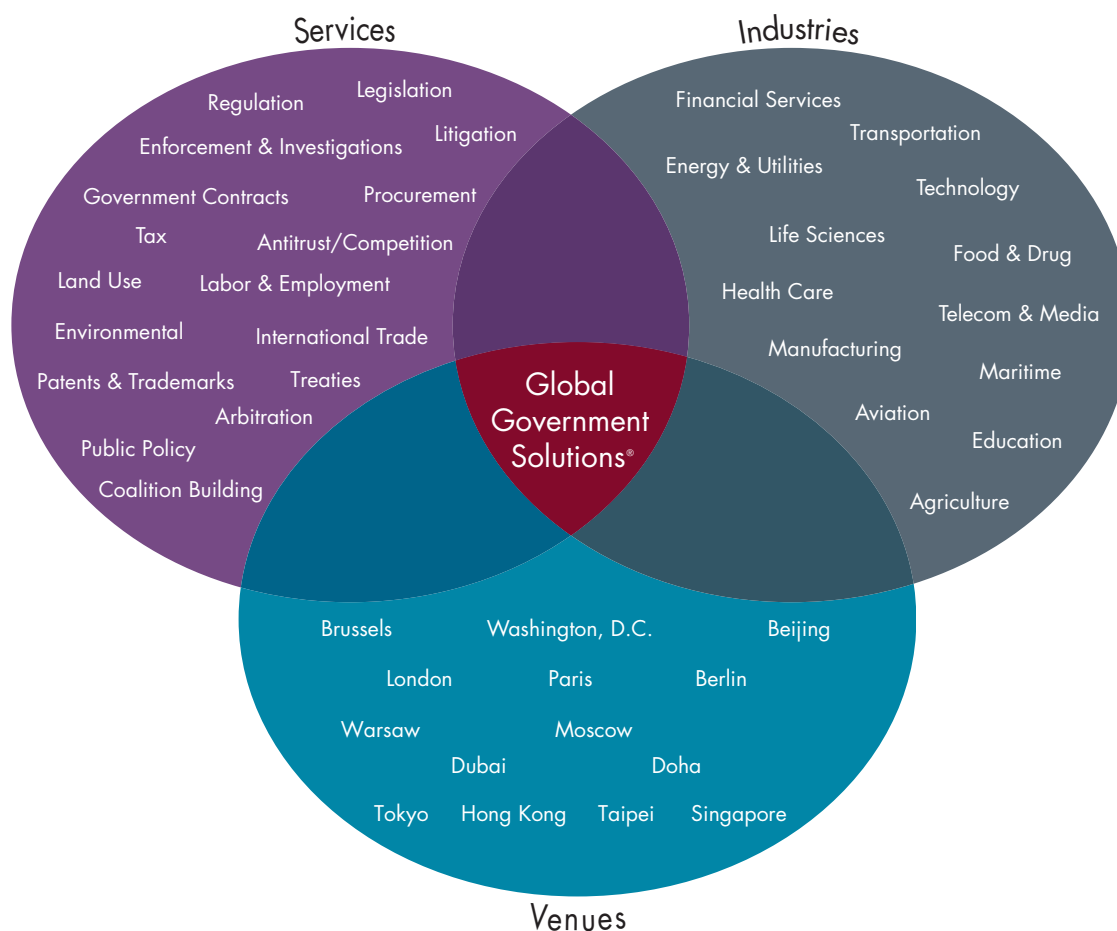 Services
Regulation
Legislation
Enforcement & Investigations
Litigation
Government Contracts
Procurement
Tax
Antitrust/Competition
Land Use
Labor & Employment
Environmental
International Trade
Patents & Trademarks
Treaties
Arbitration
Public Policy
Coalition Building
Industries
Financial Services
Transportation
Energy & Utilities
Technology
Life Sciences
Food & Drug
Health Care
Telecom & Media
Manufacturing
Maritime
Aviation
Education
Agriculture
Global
Government
Solutions®
Brussels
Washington, D.C.
Beijing
London
Paris
Berlin
Warsaw
Moscow
Dubai
Doha
Tokyo
Hong Kong
Taipei
Singapore
Venues